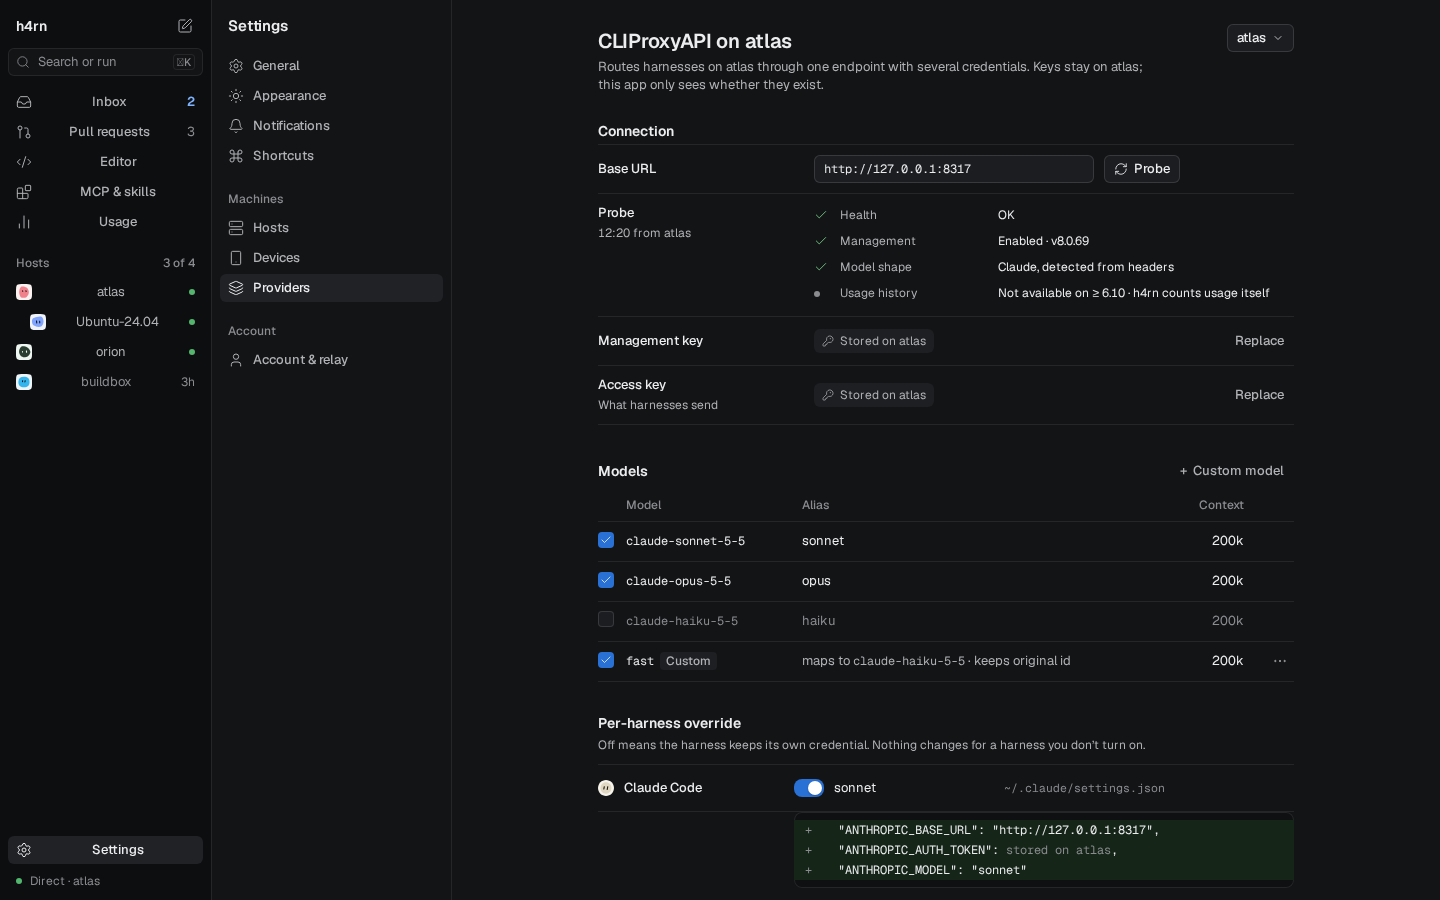 h4rn
Search or run
K
Inbox 2
Pull requests 3
Editor
MCP & skills
Usage
Hosts 3 of 4
atlas
Ubuntu-24.04
orion
buildbox 3h
Settings
Direct · atlas
Settings
General
Appearance
Notifications
Shortcuts
Machines
Hosts
Devices
Providers
Account
Account & relay
CLIProxyAPI on atlas
atlas
Routes harnesses on atlas through one endpoint with several credentials. Keys stay on atlas;
this app only sees whether they exist.
Connection
Base URL http://127.0.0.1:8317 Probe
Probe
12:20 from atlas
Health OK
Management Enabled · v8.0.69
Model shape Claude, detected from headers
Usage history Not available on ≥ 6.10 · h4rn counts usage itself
Management key Stored on atlas Replace
Access key
What harnesses send
Stored on atlas Replace
Models + Custom model
Model Alias Context
claude-sonnet-5-5 sonnet 200k
claude-opus-5-5 opus 200k
claude-haiku-5-5 haiku 200k
fast Custom maps to claude-haiku-5-5 · keeps original id 200k ···
Per-harness override
Off means the harness keeps its own credential. Nothing changes for a harness you don’t turn on.
Claude Code sonnet ~/.claude/settings.json
+ "ANTHROPIC_BASE_URL": "http://127.0.0.1:8317",
+ "ANTHROPIC_AUTH_TOKEN": stored on atlas,
+ "ANTHROPIC_MODEL": "sonnet"